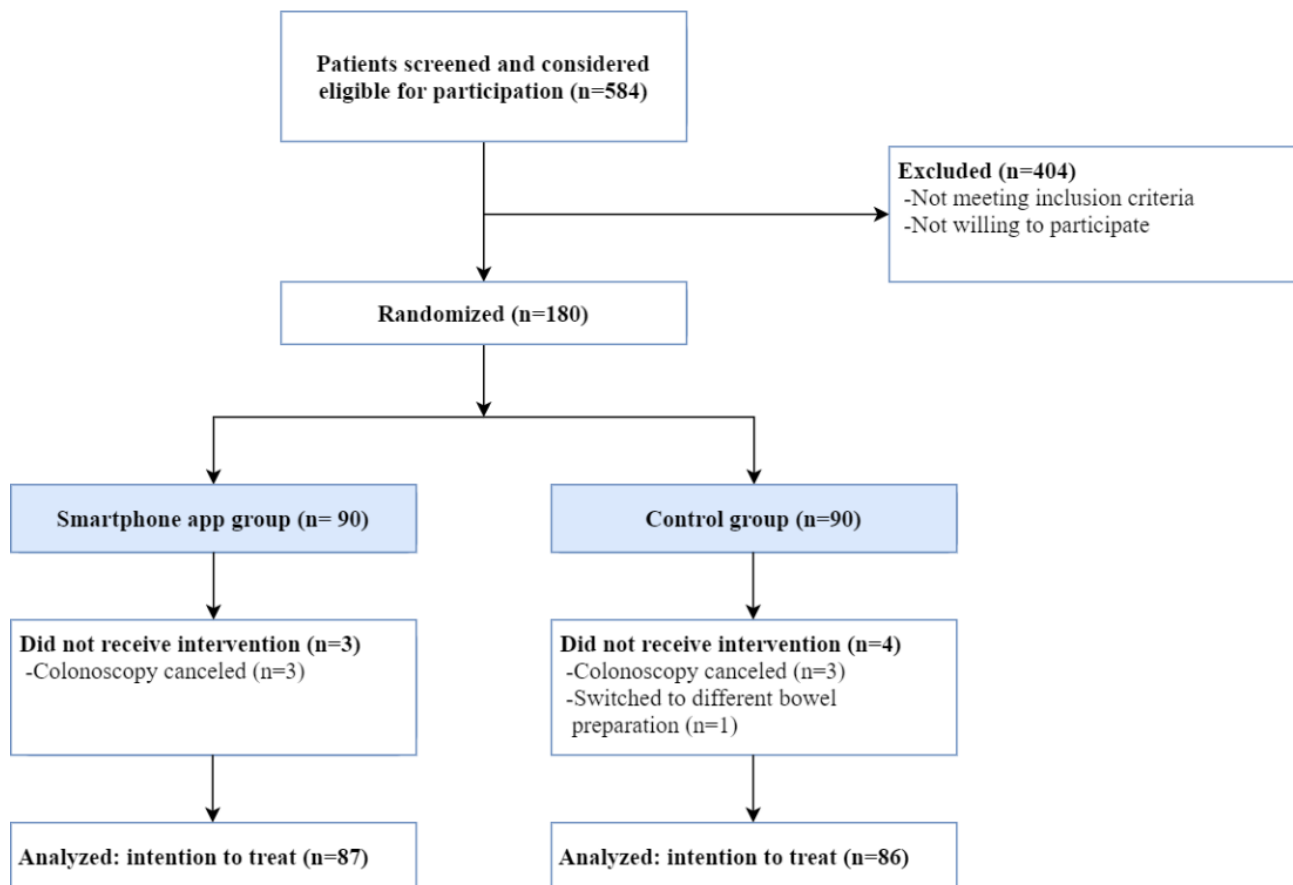 Patients screened and considered
eligible for participation (n=584)
Excluded (n=404)
-Not meeting inclusion criteria
-Not willing to participate
Randomized (n=180)
Smartphone app group (n= 90)
Control group (n=90)
Did not receive intervention (n=3)
-Colonoscopy canceled (n=3)
Did not receive intervention (n=4)
-Colonoscopy canceled (n=3)
-Switched to different bowel
preparation (n=1)
Analyzed: intention to treat (n=87)
Analyzed: intention to treat (n=86)